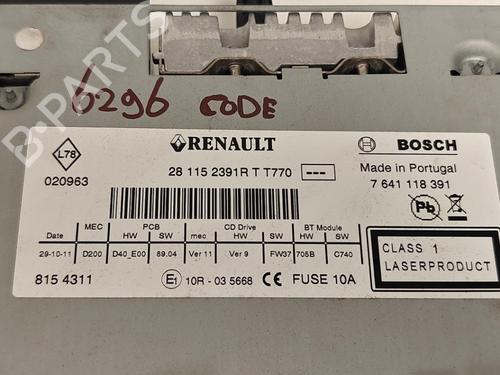 B-PARTS
6296 CODE
RENAULT
BOSCH
L78
28 115 2391R T T770 ---
Made in Portugal
020963
7 641 118 391
Pb
MEC PCB CD Drive BT Module
Date HW SW mec HW SW HW SW
29-10-11 D200 D40_E00 89.04 Ver 11 Ver 9 FW37 705B C740
CLASS 1
LASERPRODUCT
815 4311
E1 10R - 03 5668 CE FUSE 10A